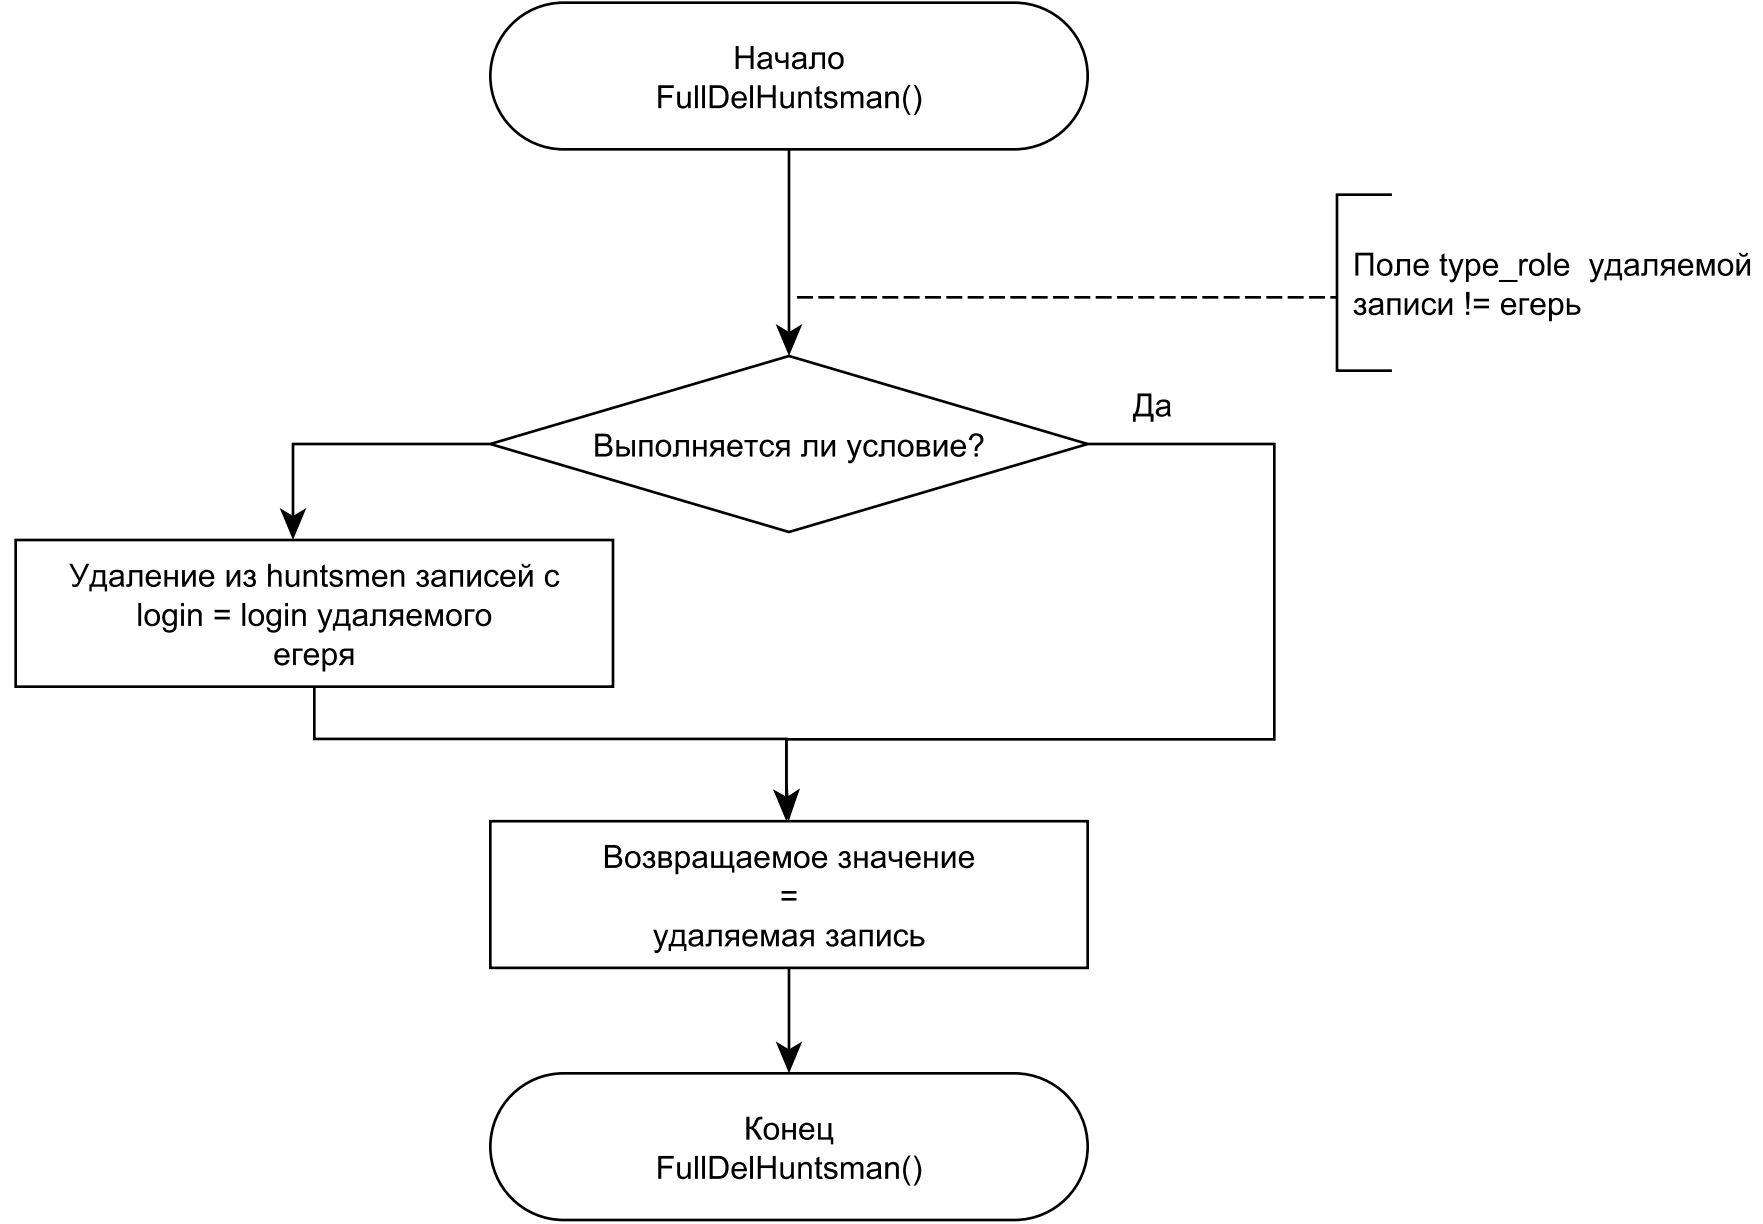 Начало
FullDelHuntsman()
Поле type_role  удаляемой
записи != егерь
Да
Выполняется ли условие?
Удаление из huntsmen записей с
login = login удаляемого
егеря
Возвращаемое значение
=
удаляемая запись
Конец
FullDelHuntsman()